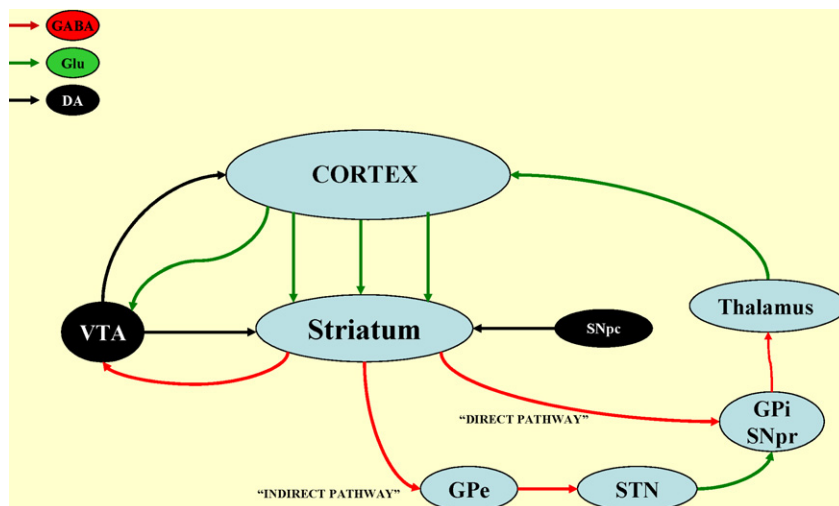 GABA
Glu
DA
CORTEX
VTA
Striatum
SNpc
Thalamus
"DIRECT PATHWAY"
GPi
SNpr
"INDIRECT PATHWAY"
GPe
STN